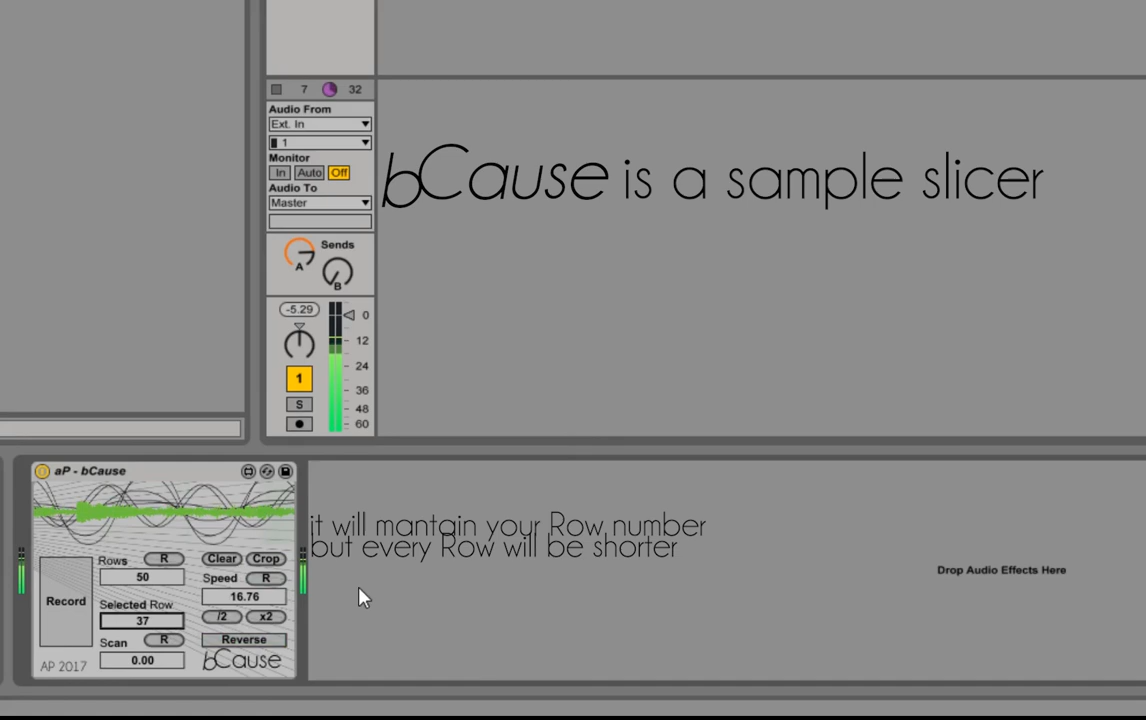 7 32
Audio From
Ext. In
1
Monitor
In Auto Off
Audio To
Master
Sends
A
B
-5.29
0
12
24
36
48
60
1
S
bCause is a sample slicer
aP - bCause
Rows R
50
Clear Crop
Speed R
16.76
Record
Selected Row
37
/2 x2
Scan R
0.00
Reverse
AP 2017
bCause
it will mantain your Row number
but every Row will be shorter
Drop Audio Effects Here